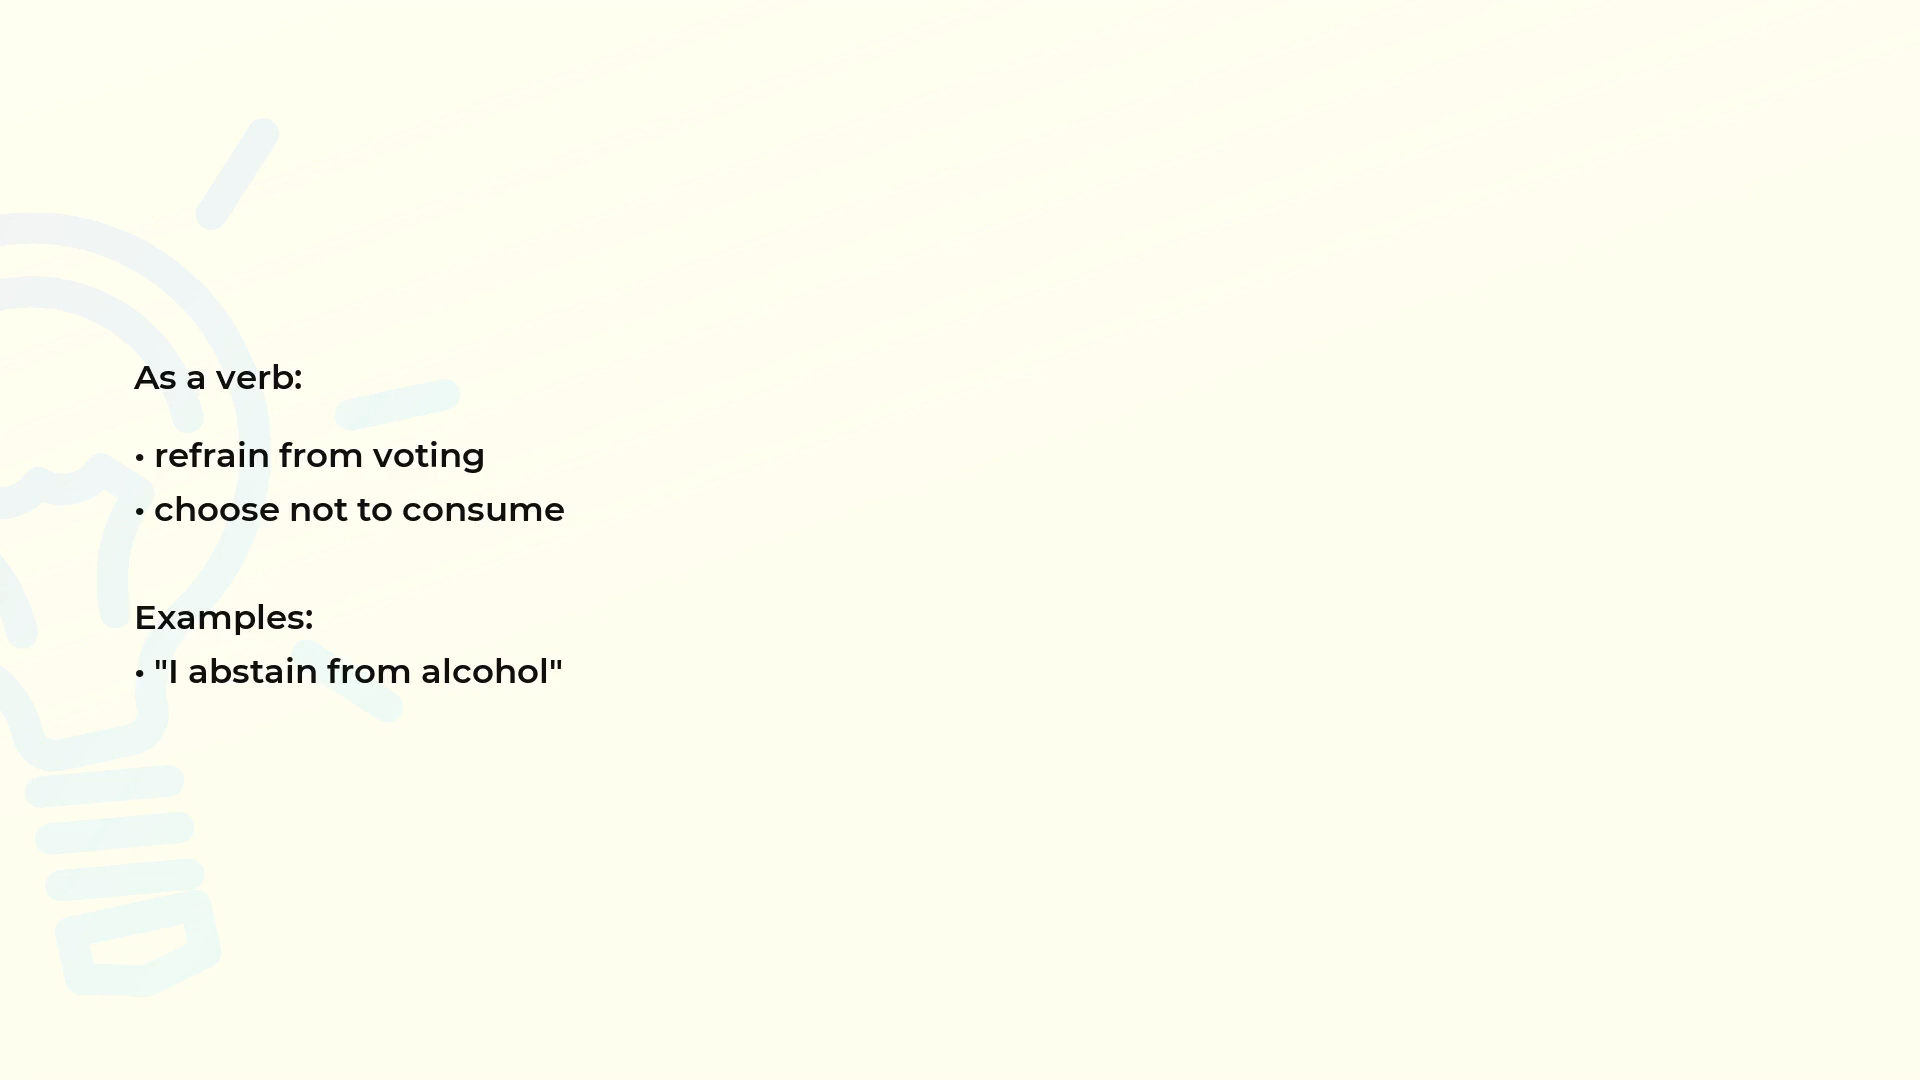 As a verb:
• refrain from voting
• choose not to consume
Examples:
• "I abstain from alcohol"